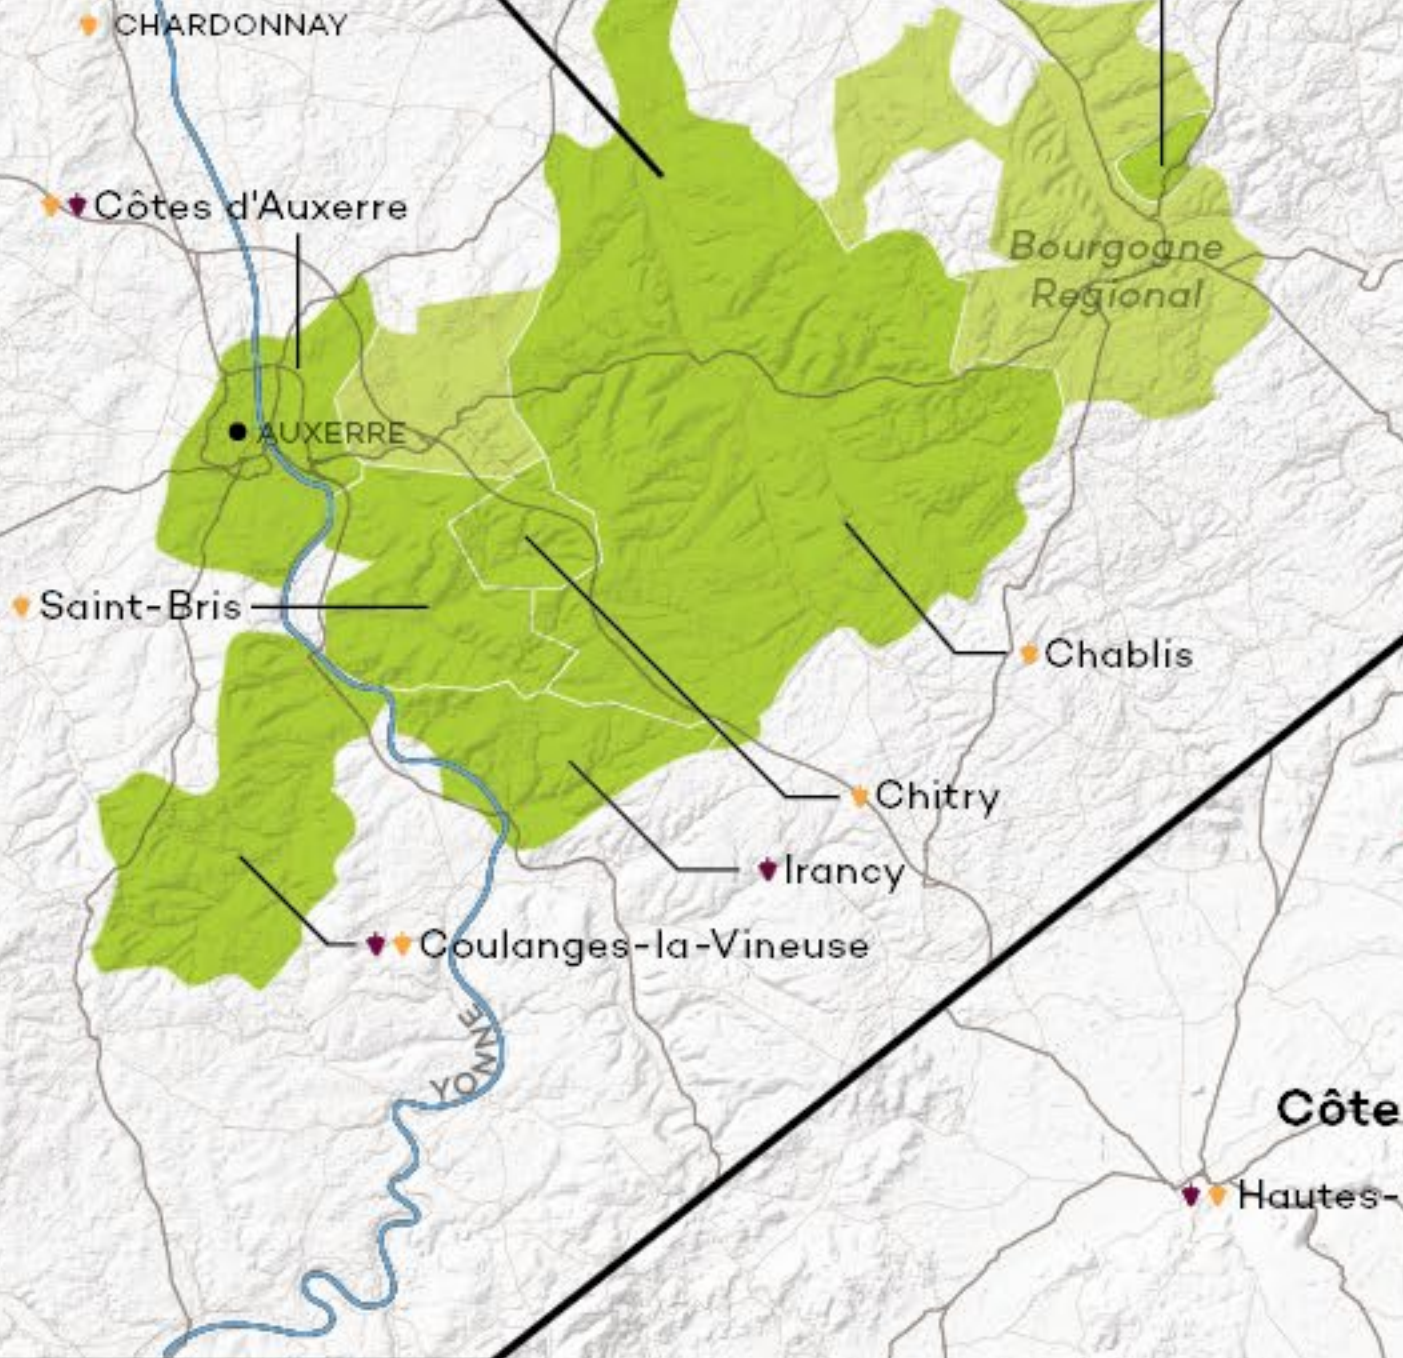 CHARDONNAY
Côtes d'Auxerre
Bourgogne
Regional
AUXERRE
Saint-Bris
Chablis
Chitry
Irancy
Coulanges-la-Vineuse
YONNE
Côte
Hautes-